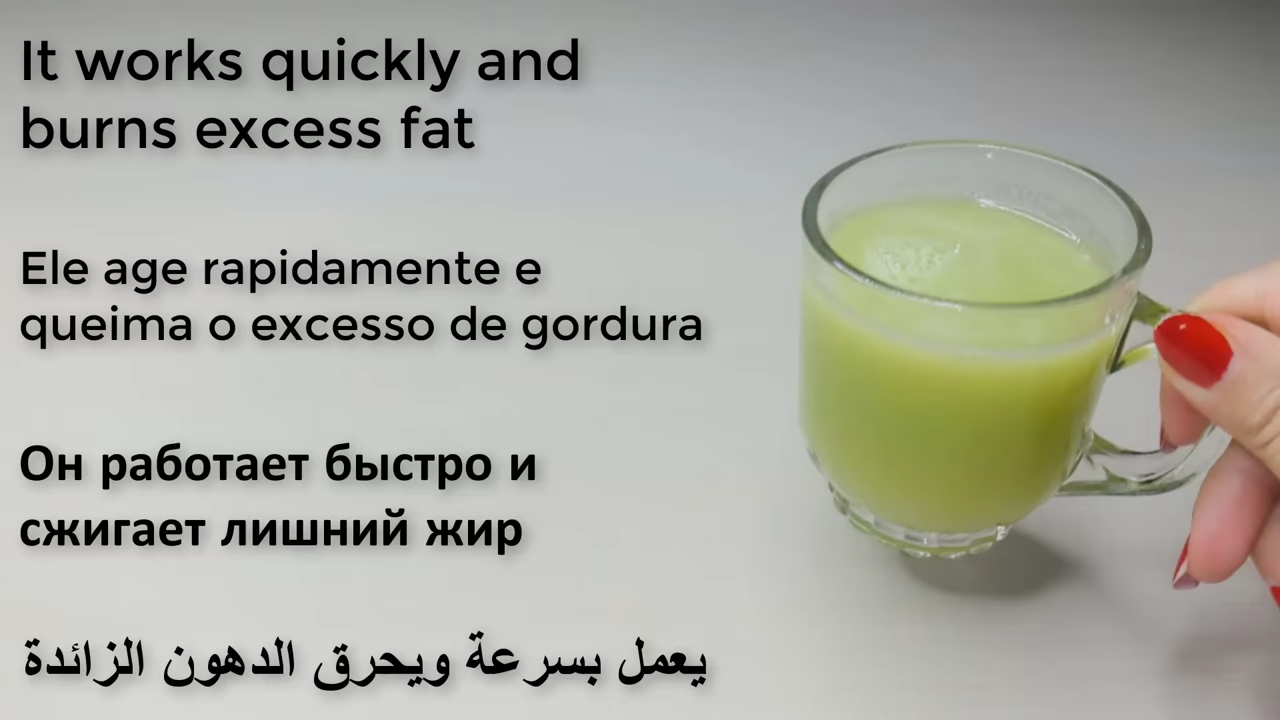 It works quickly and
burns excess fat
Ele age rapidamente e
queima o excesso de gordura
Он работает быстро и
сжигает лишний жир
يعمل بسرعة ويحرق الدهون الزائدة